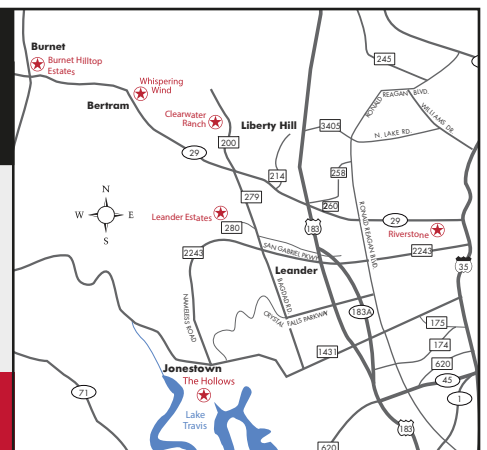 Burnet
Burnet Hilltop
Estates
Whispering
Wind
Bertram
Clearwater
Ranch
Liberty Hill
245
RONALD REAGAN BLVD.
WILLIAMS DR.
3405
N. LAKE RD.
200
29
214
258
279
260
N
W
E
S
Leander Estates
280
183
RONALD REAGAN BLVD.
29
Riverstone
2243
SAN GABRIEL PKWY.
2243
35
Leander
BAGDAD RD.
NAMELESS ROAD
CRYSTAL FALLS PARKWAY
183A
175
1431
174
620
Jonestown
The Hollows
45
71
1
Lake
Travis
183
620